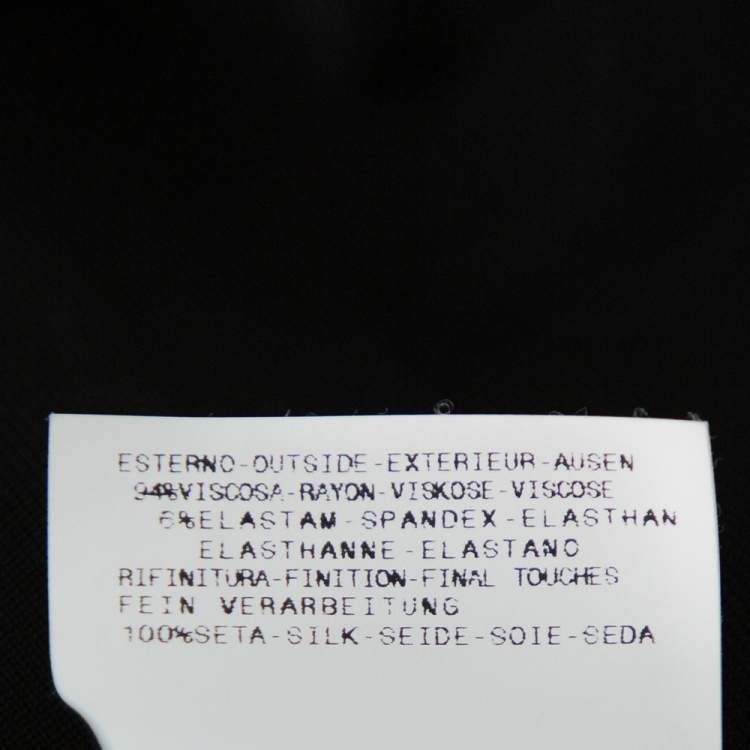 ESTERNO-OUTSIDE-EXTERIEUR-AUSEN
94%VISCOSA-RAYON-VISKOSE-VISCOSE
6%ELASTAM-SPANDEX-ELASTHAN
ELASTHANNE-ELASTANO
RIFINITURA-FINITION-FINAL TOUCHES
FEIN VERARBEITUNG
100%SETA-SILK-SEIDE-SOIE-SEDA